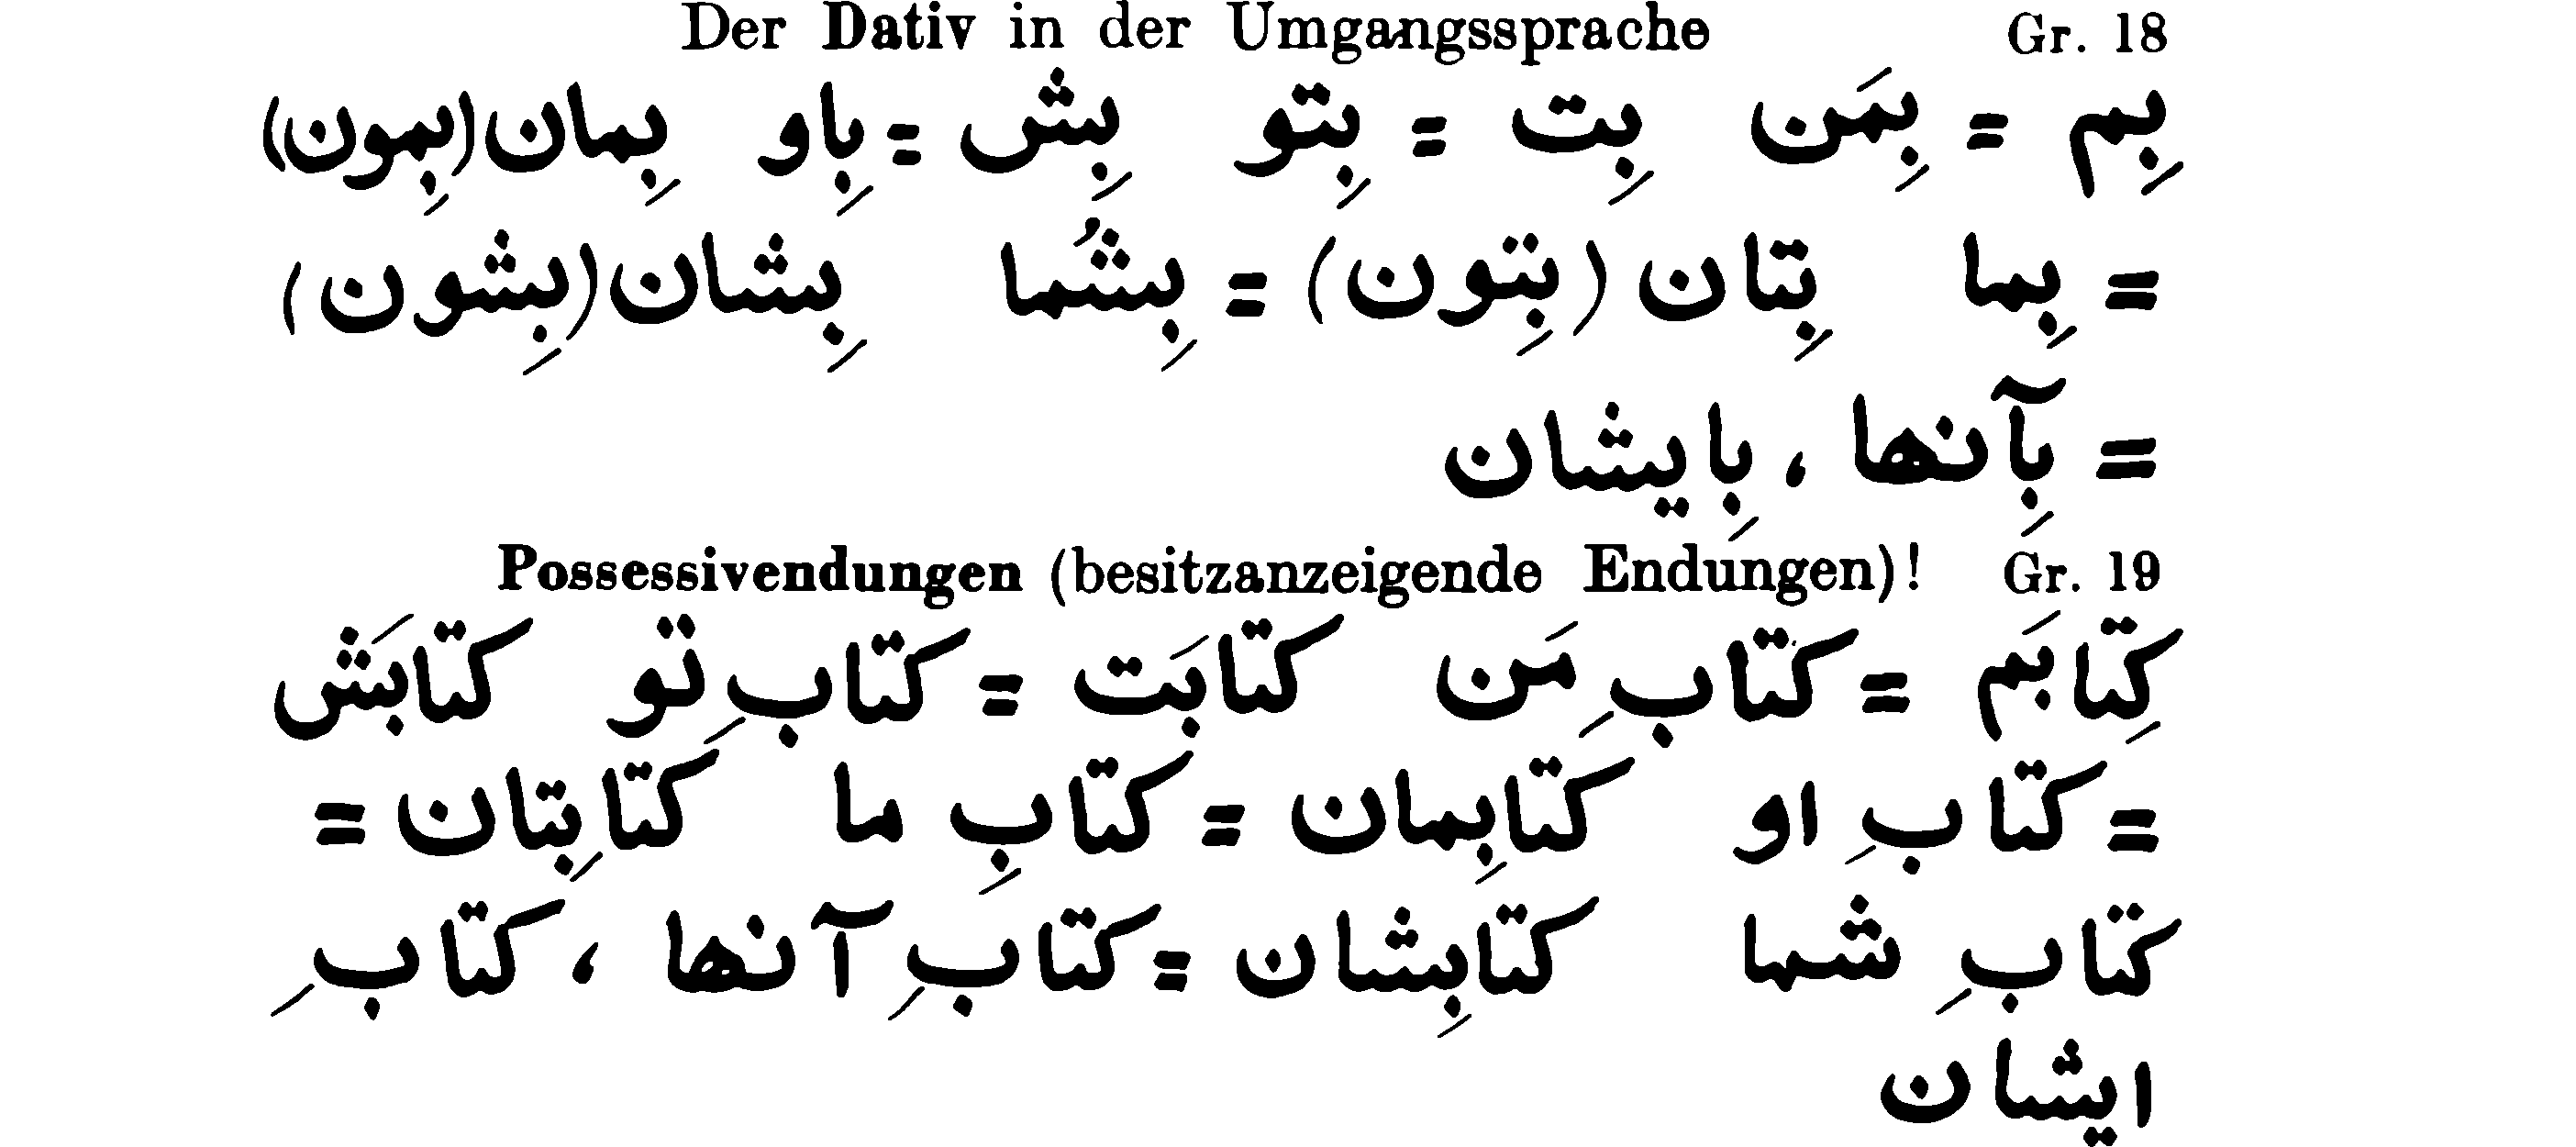 Der Dativ in der Umgangssprache Gr. 18
بِم = بِمَن بِت = بِتو بِش = بِاو بِمان (بِمون)
= بِما بِتان (بِتون) = بِشُما بِشان (بِشون)
= بِآنها ، بِایشان
Possessivendungen (besitzanzeigende Endungen)! Gr. 19
کِتابَم = کتابِ مَن کتابَت = کتابِ تو کتابَش
= کتابِ او کتابِمان = کتابِ ما کتابِتان =
کتابِ شما کتابِشان = کتابِ آنها ، کتابِ
ایشان